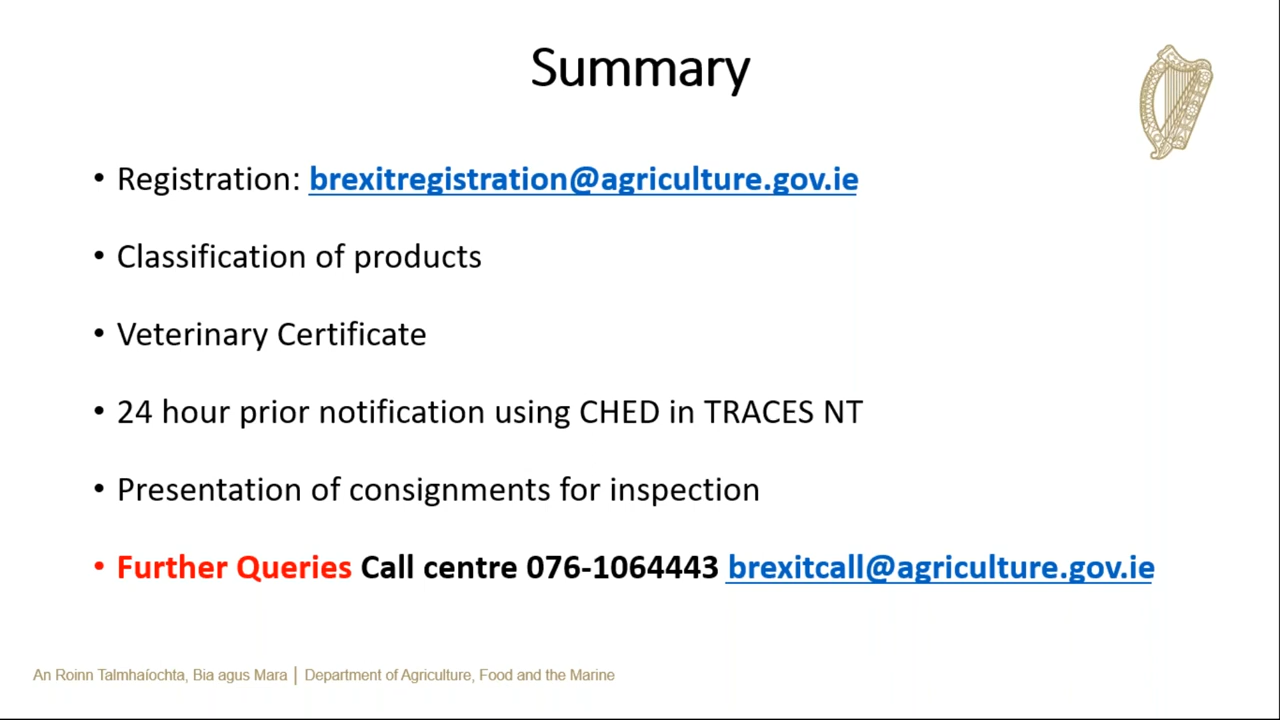 Summary
• Registration: brexitregistration@agriculture.gov.ie
• Classification of products
• Veterinary Certificate
• 24 hour prior notification using CHED in TRACES NT
• Presentation of consignments for inspection
• Further Queries Call centre 076-1064443 brexitcall@agriculture.gov.ie
An Roinn Talmhaíochta, Bia agus Mara | Department of Agriculture, Food and the Marine